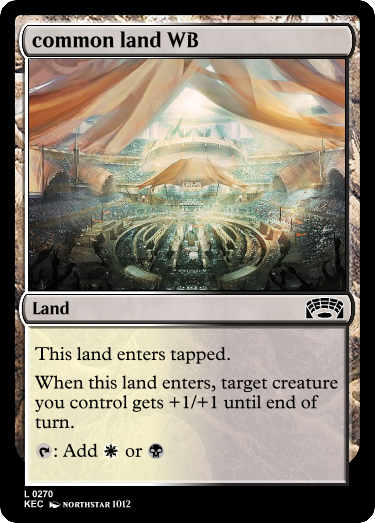 common land WB
Land
This land enters tapped.
When this land enters, target creature
you control gets +1/+1 until end of
turn.
: Add or
L 0270
KEC NORTHSTAR 1012